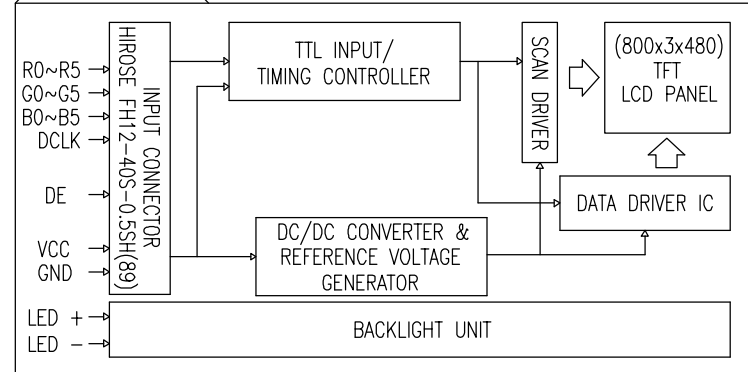 R0~R5
G0~G5
B0~B5
DCLK
DE
VCC
GND
LED +
LED -
INPUT CONNECTOR
HIROSE FH12-40S-0.5SH(89)
TTL INPUT/
TIMING CONTROLLER
SCAN DRIVER
(800x3x480)
TFT
LCD PANEL
DATA DRIVER IC
DC/DC CONVERTER &
REFERENCE VOLTAGE
GENERATOR
BACKLIGHT UNIT